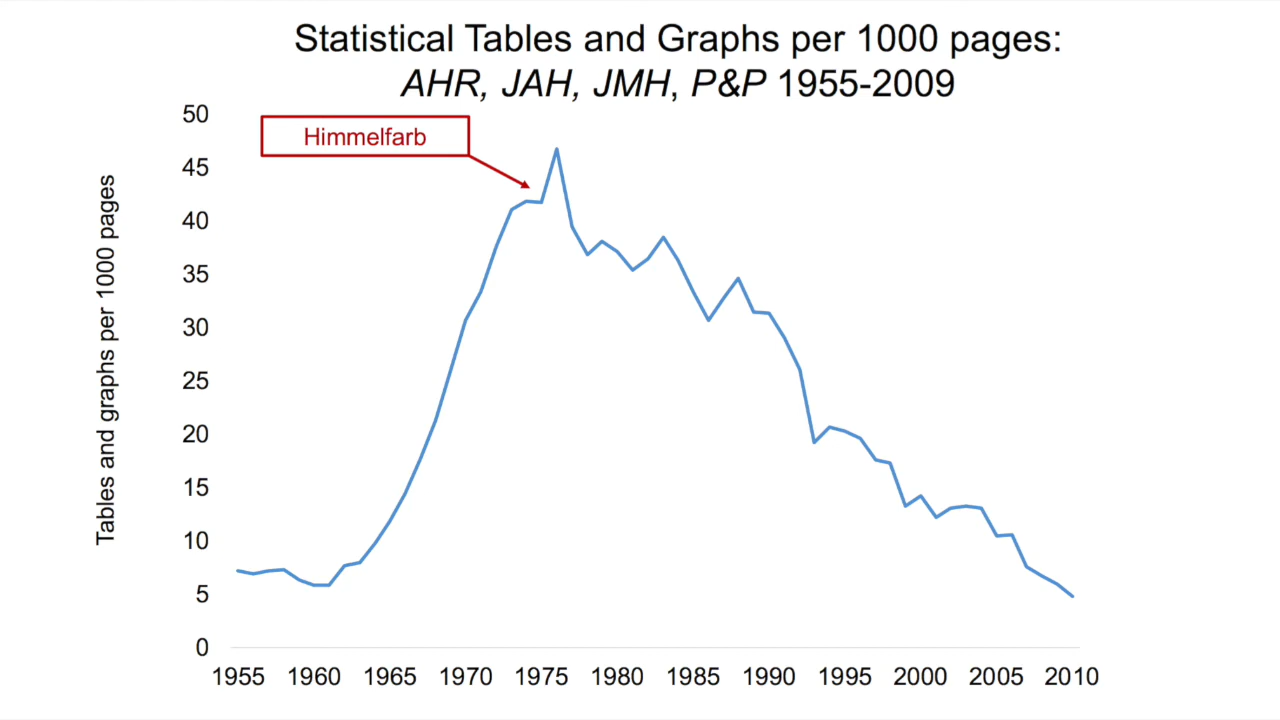 Statistical Tables and Graphs per 1000 pages:
AHR, JAH, JMH, P&P 1955-2009
Himmelfarb
Tables and graphs per 1000 pages
50
45
40
35
30
25
20
15
10
5
0
1955 1960 1965 1970 1975 1980 1985 1990 1995 2000 2005 2010